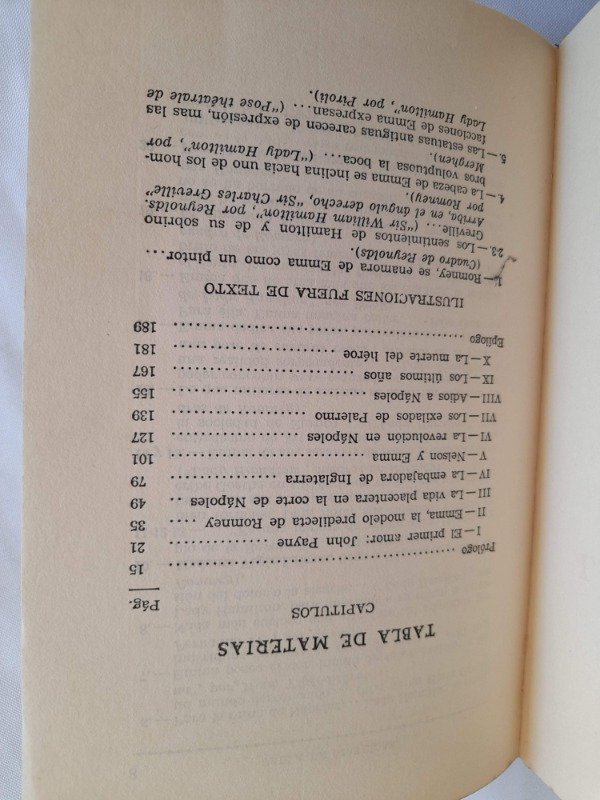 TABLA DE MATERIAS
CAPITULOS
Pág.
Prólogo ........................................ 15
I—El primer amor: John Payne ............ 21
II—Emma, la modelo predilecta de Romney .... 35
III—La vida placentera en la corte de Nápoles .. 49
IV—La embajadora de Inglaterra ............ 79
V—Nelson y Emma ........................ 101
VI—La revolución en Nápoles ............... 127
VII—Los exilados de Palermo ............... 139
VIII—Adios a Nápoles ........................ 155
IX—Los últimos años ........................ 167
X—La muerte del héroe ..................... 181
Epílogo ........................................ 189
ILUSTRACIONES FUERA DE TEXTO
1—Romney, se enamora de Emma como un pintor...
(Cuadro de Reynolds).
2,3.—Los sentimientos de Hamilton y de su sobrino
Greville... ("Sir William Hamilton", por Reynolds.
Arriba, en el ángulo derecho, "Sir Charles Greville"
por Romney).
4.—La cabeza de Emma se inclina hacia uno de los hom-
bros voluptuosa la boca... ("Lady Hamilton", por
Merghen).
5.—Las estatuas antiguas carecen de expresión, mas las
facciones de Emma expresan... ("Pose théatrale de
Lady Hamilton", por Piroli).